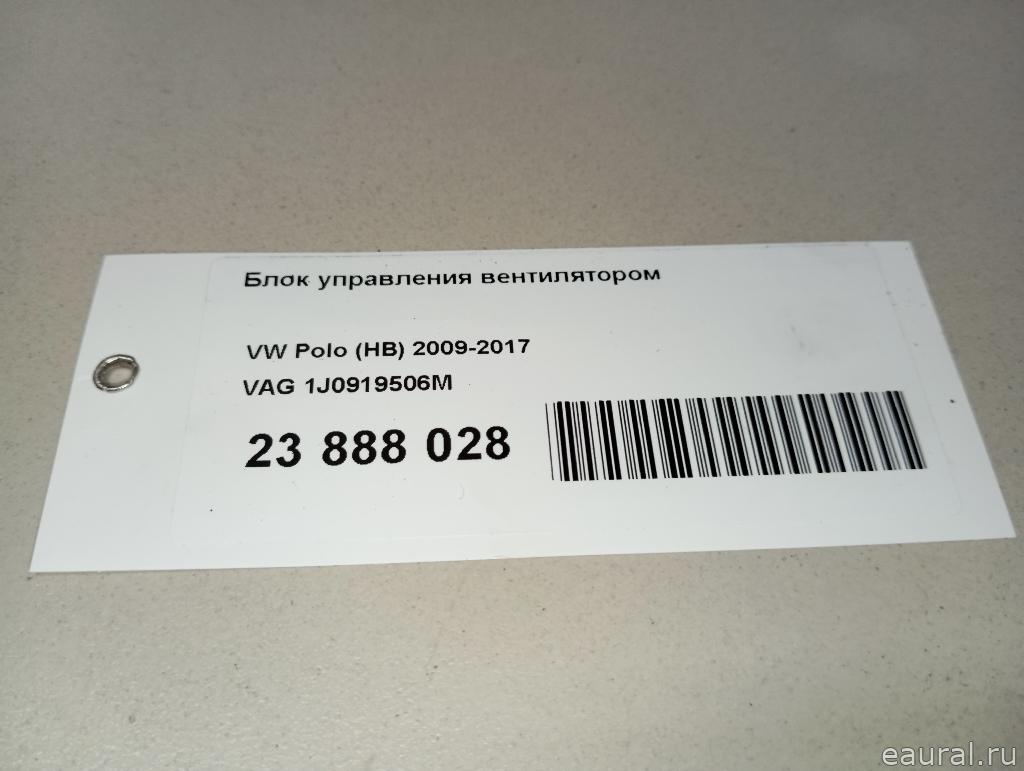 Блок управления вентилятором
VW Polo (HB) 2009-2017
VAG 1J0919506M
23 888 028
eaural.ru